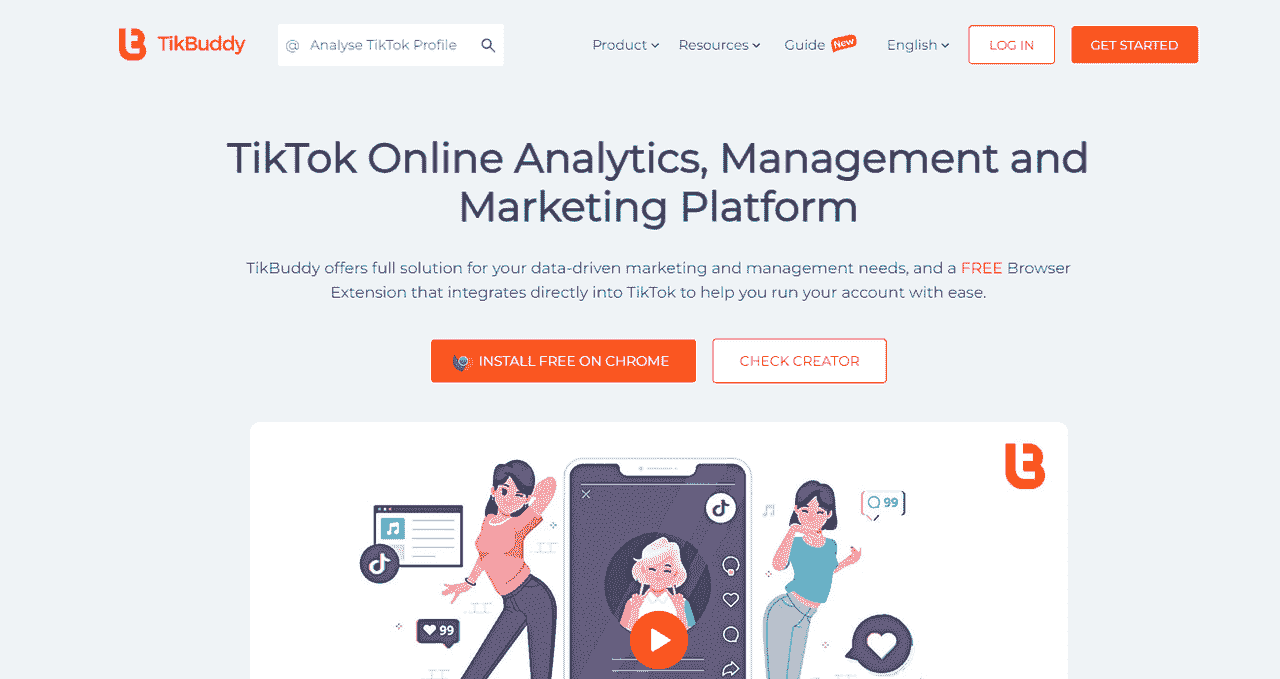 TikBuddy
@ Analyse TikTok Profile
Product
Resources
Guide New
English
LOG IN
GET STARTED
TikTok Online Analytics, Management and
Marketing Platform
TikBuddy offers full solution for your data-driven marketing and management needs, and a FREE Browser
Extension that integrates directly into TikTok to help you run your account with ease.
INSTALL FREE ON CHROME
CHECK CREATOR
99
99